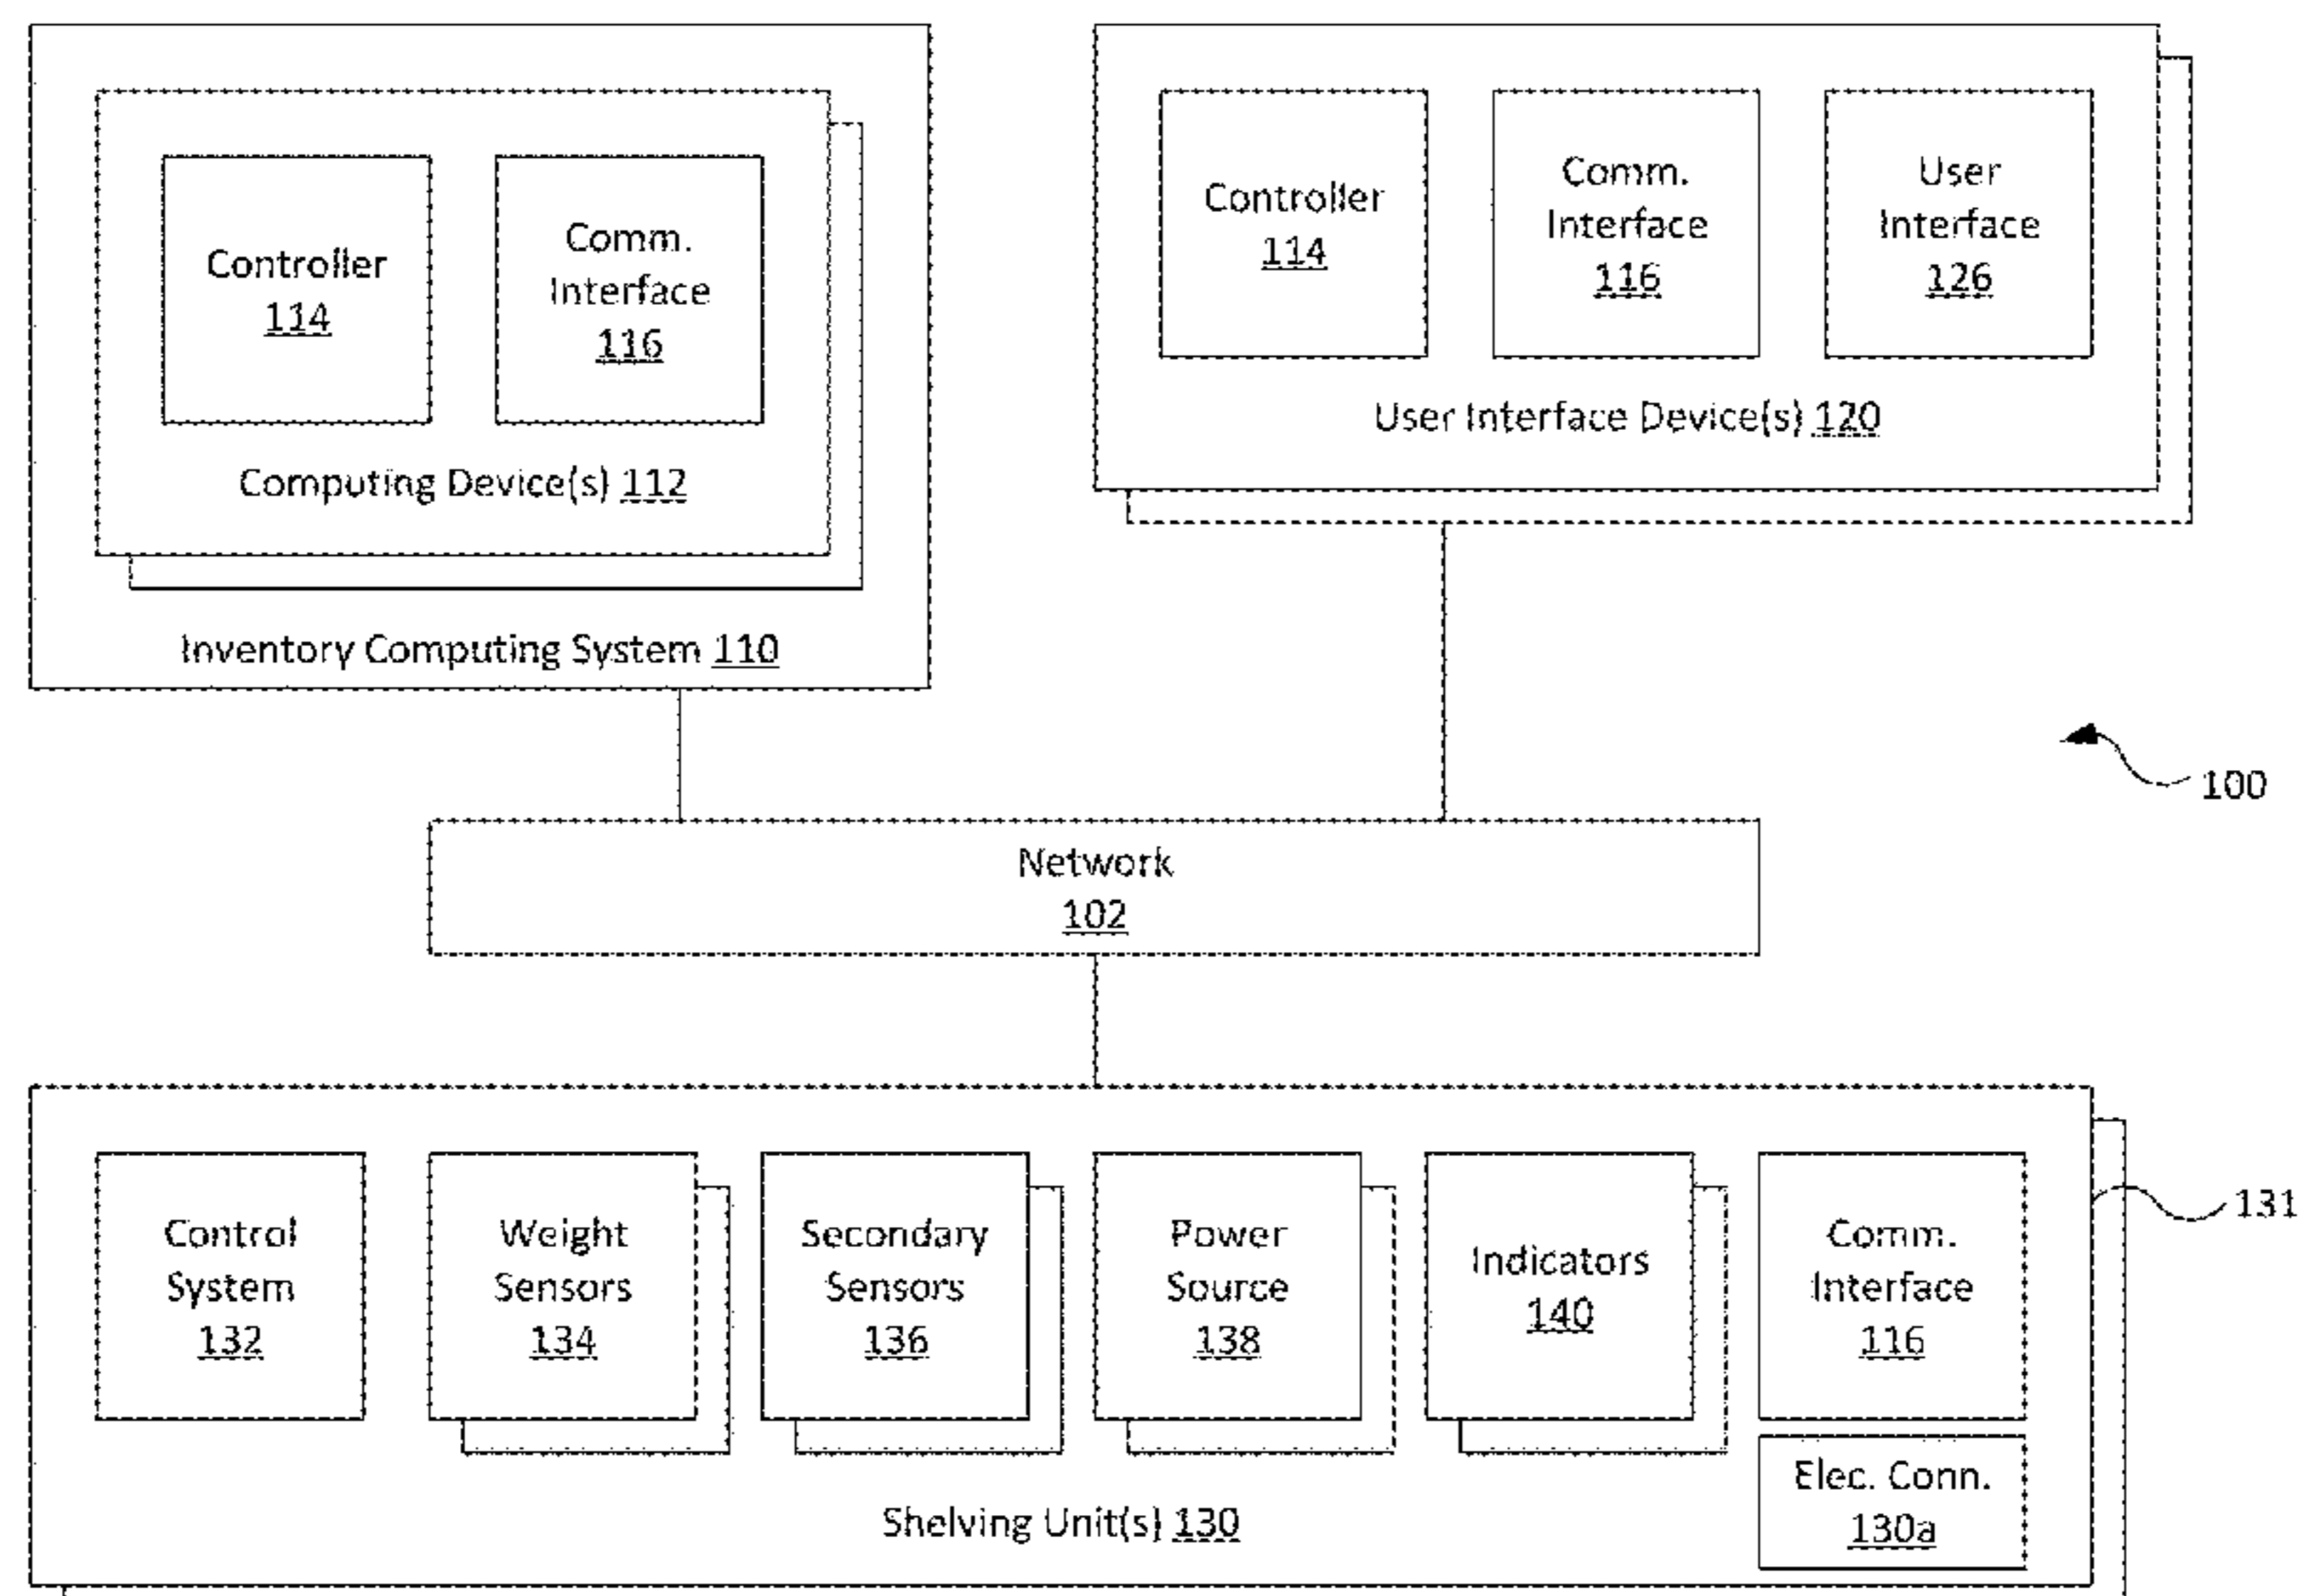 Controller
114
Comm.
Interface
116
Computing Device(s) 112
Inventory Computing System 110
Controller
114
Comm.
Interface
116
User
Interface
126
User Interface Device(s) 120
100
Network
102
Control
System
132
Weight
Sensors
134
Secondary
Sensors
136
Power
Source
138
Indicators
140
Comm.
Interface
116
131
Elec. Conn.
130a
Shelving Unit(s) 130